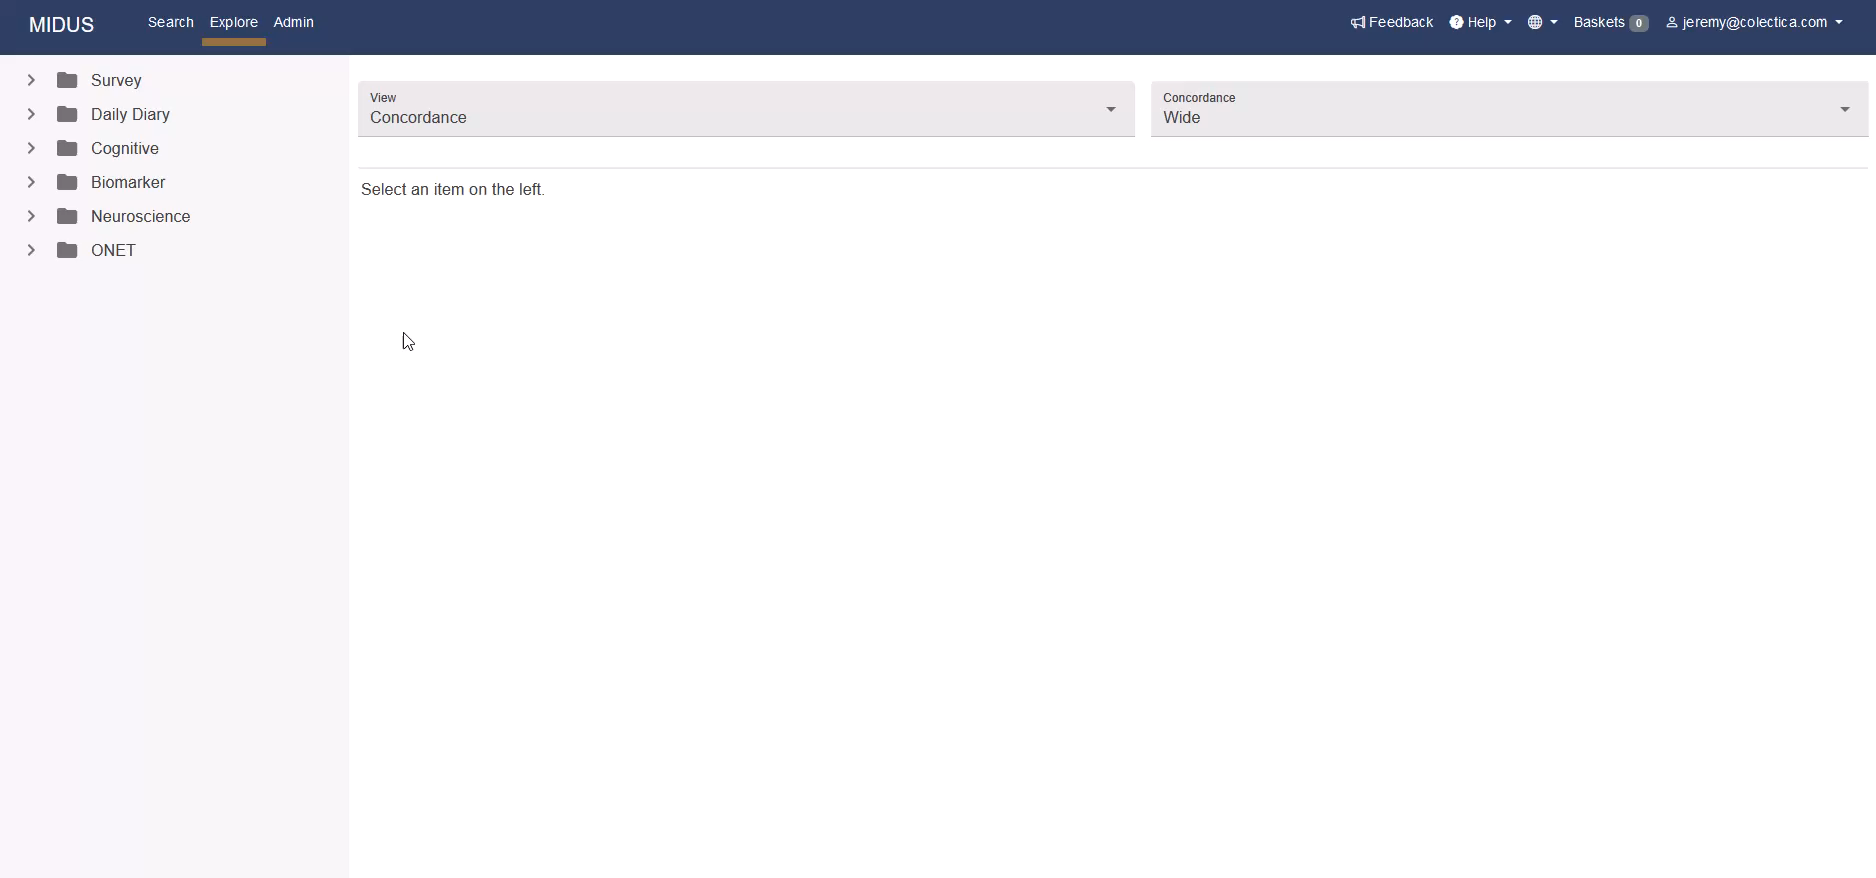 MIDUS Search Explore Admin Feedback Help Baskets 0 jeremy@colectica.com
Survey
Daily Diary
Cognitive
Biomarker
Neuroscience
ONET
View
Concordance
Concordance
Wide
Select an item on the left.